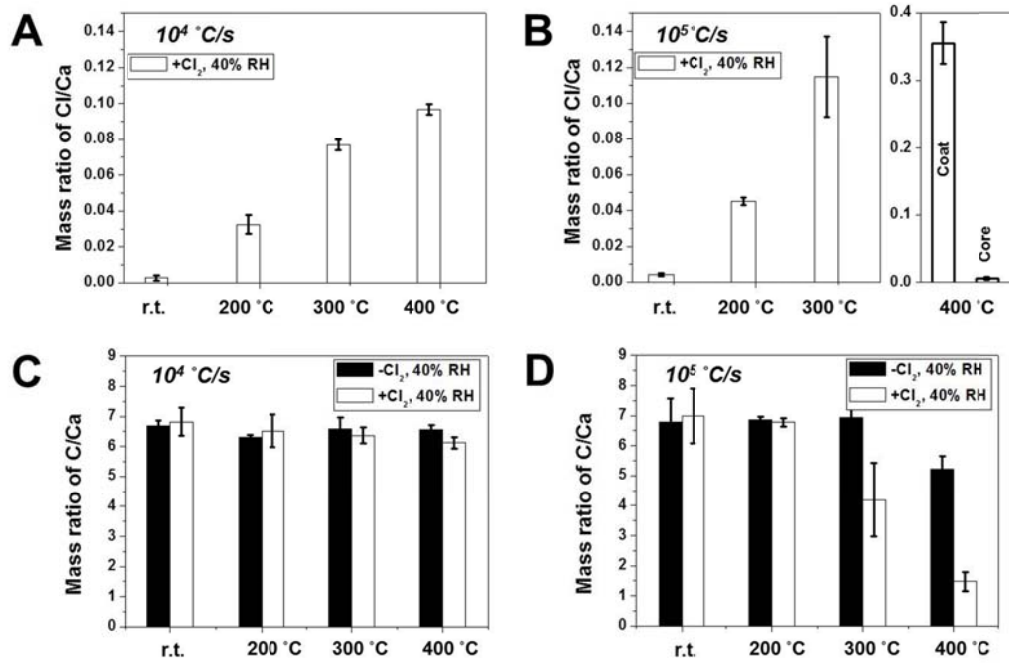 A
10⁴ °C/s
+Cl₂, 40% RH
Mass ratio of Cl/Ca
0.14
0.12
0.10
0.08
0.06
0.04
0.02
0.00
r.t. 200 °C 300 °C 400 °C
B
10⁵ °C/s
+Cl₂, 40% RH
Mass ratio of Cl/Ca
0.14
0.12
0.10
0.08
0.06
0.04
0.02
0.00
r.t. 200 °C 300 °C
0.4
0.3
0.2
0.1
0.0
Coat
Core
400 °C
C
10⁴ °C/s
-Cl₂, 40% RH
+Cl₂, 40% RH
Mass ratio of C/Ca
9
8
7
6
5
4
3
2
1
0
r.t. 200 °C 300 °C 400 °C
D
10⁵ °C/s
-Cl₂, 40% RH
+Cl₂, 40% RH
Mass ratio of C/Ca
9
8
7
6
5
4
3
2
1
0
r.t. 200 °C 300 °C 400 °C